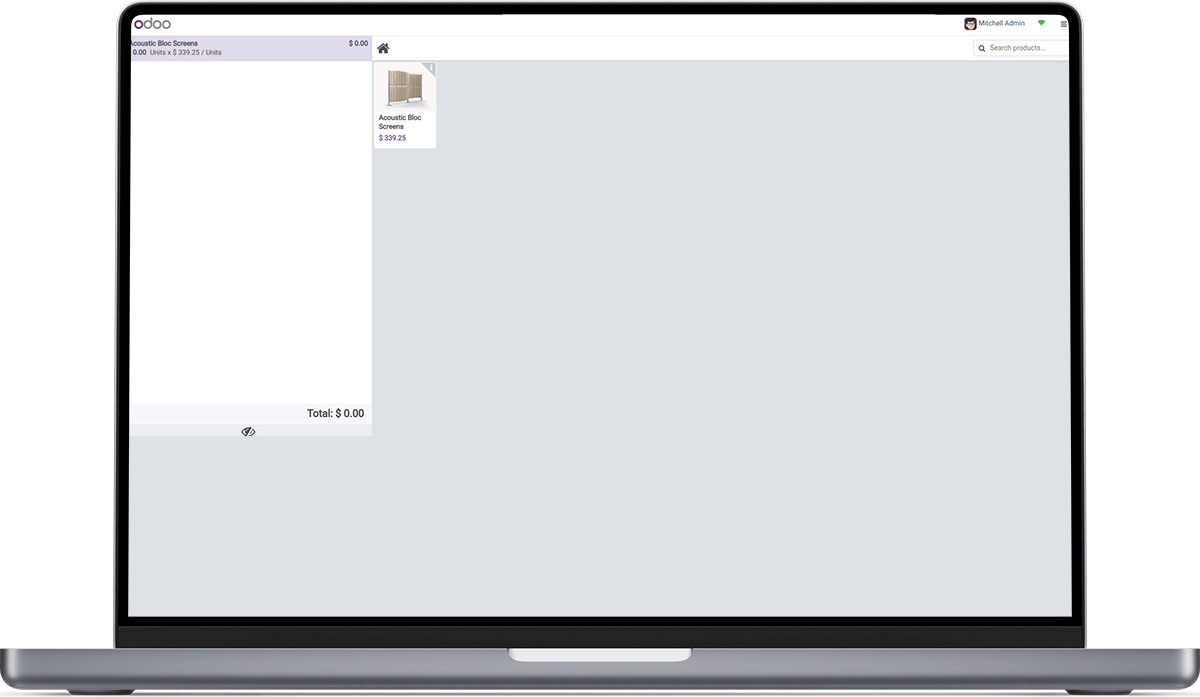 odoo
Mitchell Admin
Acoustic Bloc Screens $ 0.00
0.00 Units x $ 339.25 / Units
Search products...
Acoustic Bloc
Screens
$ 339.25
Total: $ 0.00